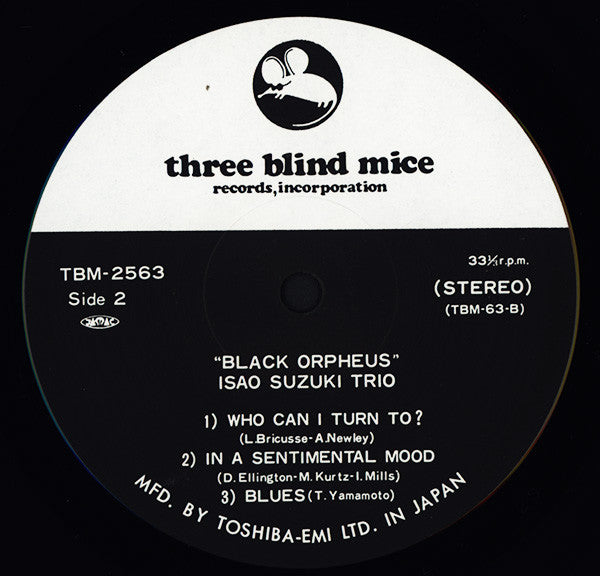 three blind mice
records, incorporation
TBM-2563
33⅓r.p.m.
Side 2
(STEREO)
JASRAC
(TBM-63-B)
"BLACK ORPHEUS"
ISAO SUZUKI TRIO
1) WHO CAN I TURN TO?
(L.Bricusse-A.Newley)
2) IN A SENTIMENTAL MOOD
(D. Ellington-M. Kurtz-I. Mills)
3) BLUES (T. Yamamoto)
MFD. BY TOSHIBA-EMI LTD. IN JAPAN